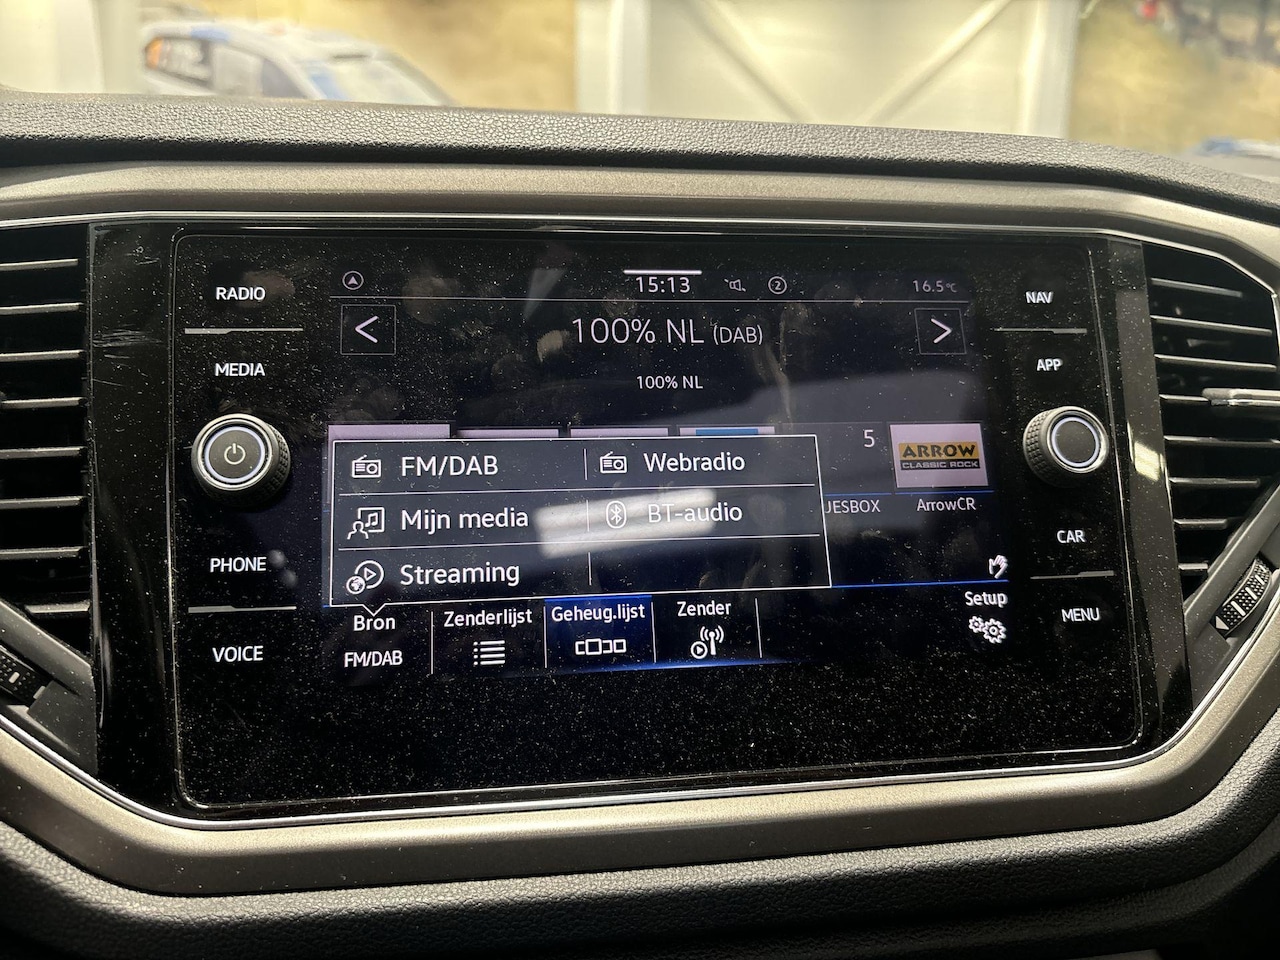 RADIO
MEDIA
PHONE
VOICE
15:13
2
16.5°C
<
100% NL (DAB)
>
100% NL
5
ARROW
CLASSIC ROCK
FM/DAB
Webradio
Mijn media
BT-audio
Streaming
UESBOX
ArrowCR
Bron
FM/DAB
Zenderlijst
Geheug.lijst
Zender
Setup
NAV
APP
CAR
MENU